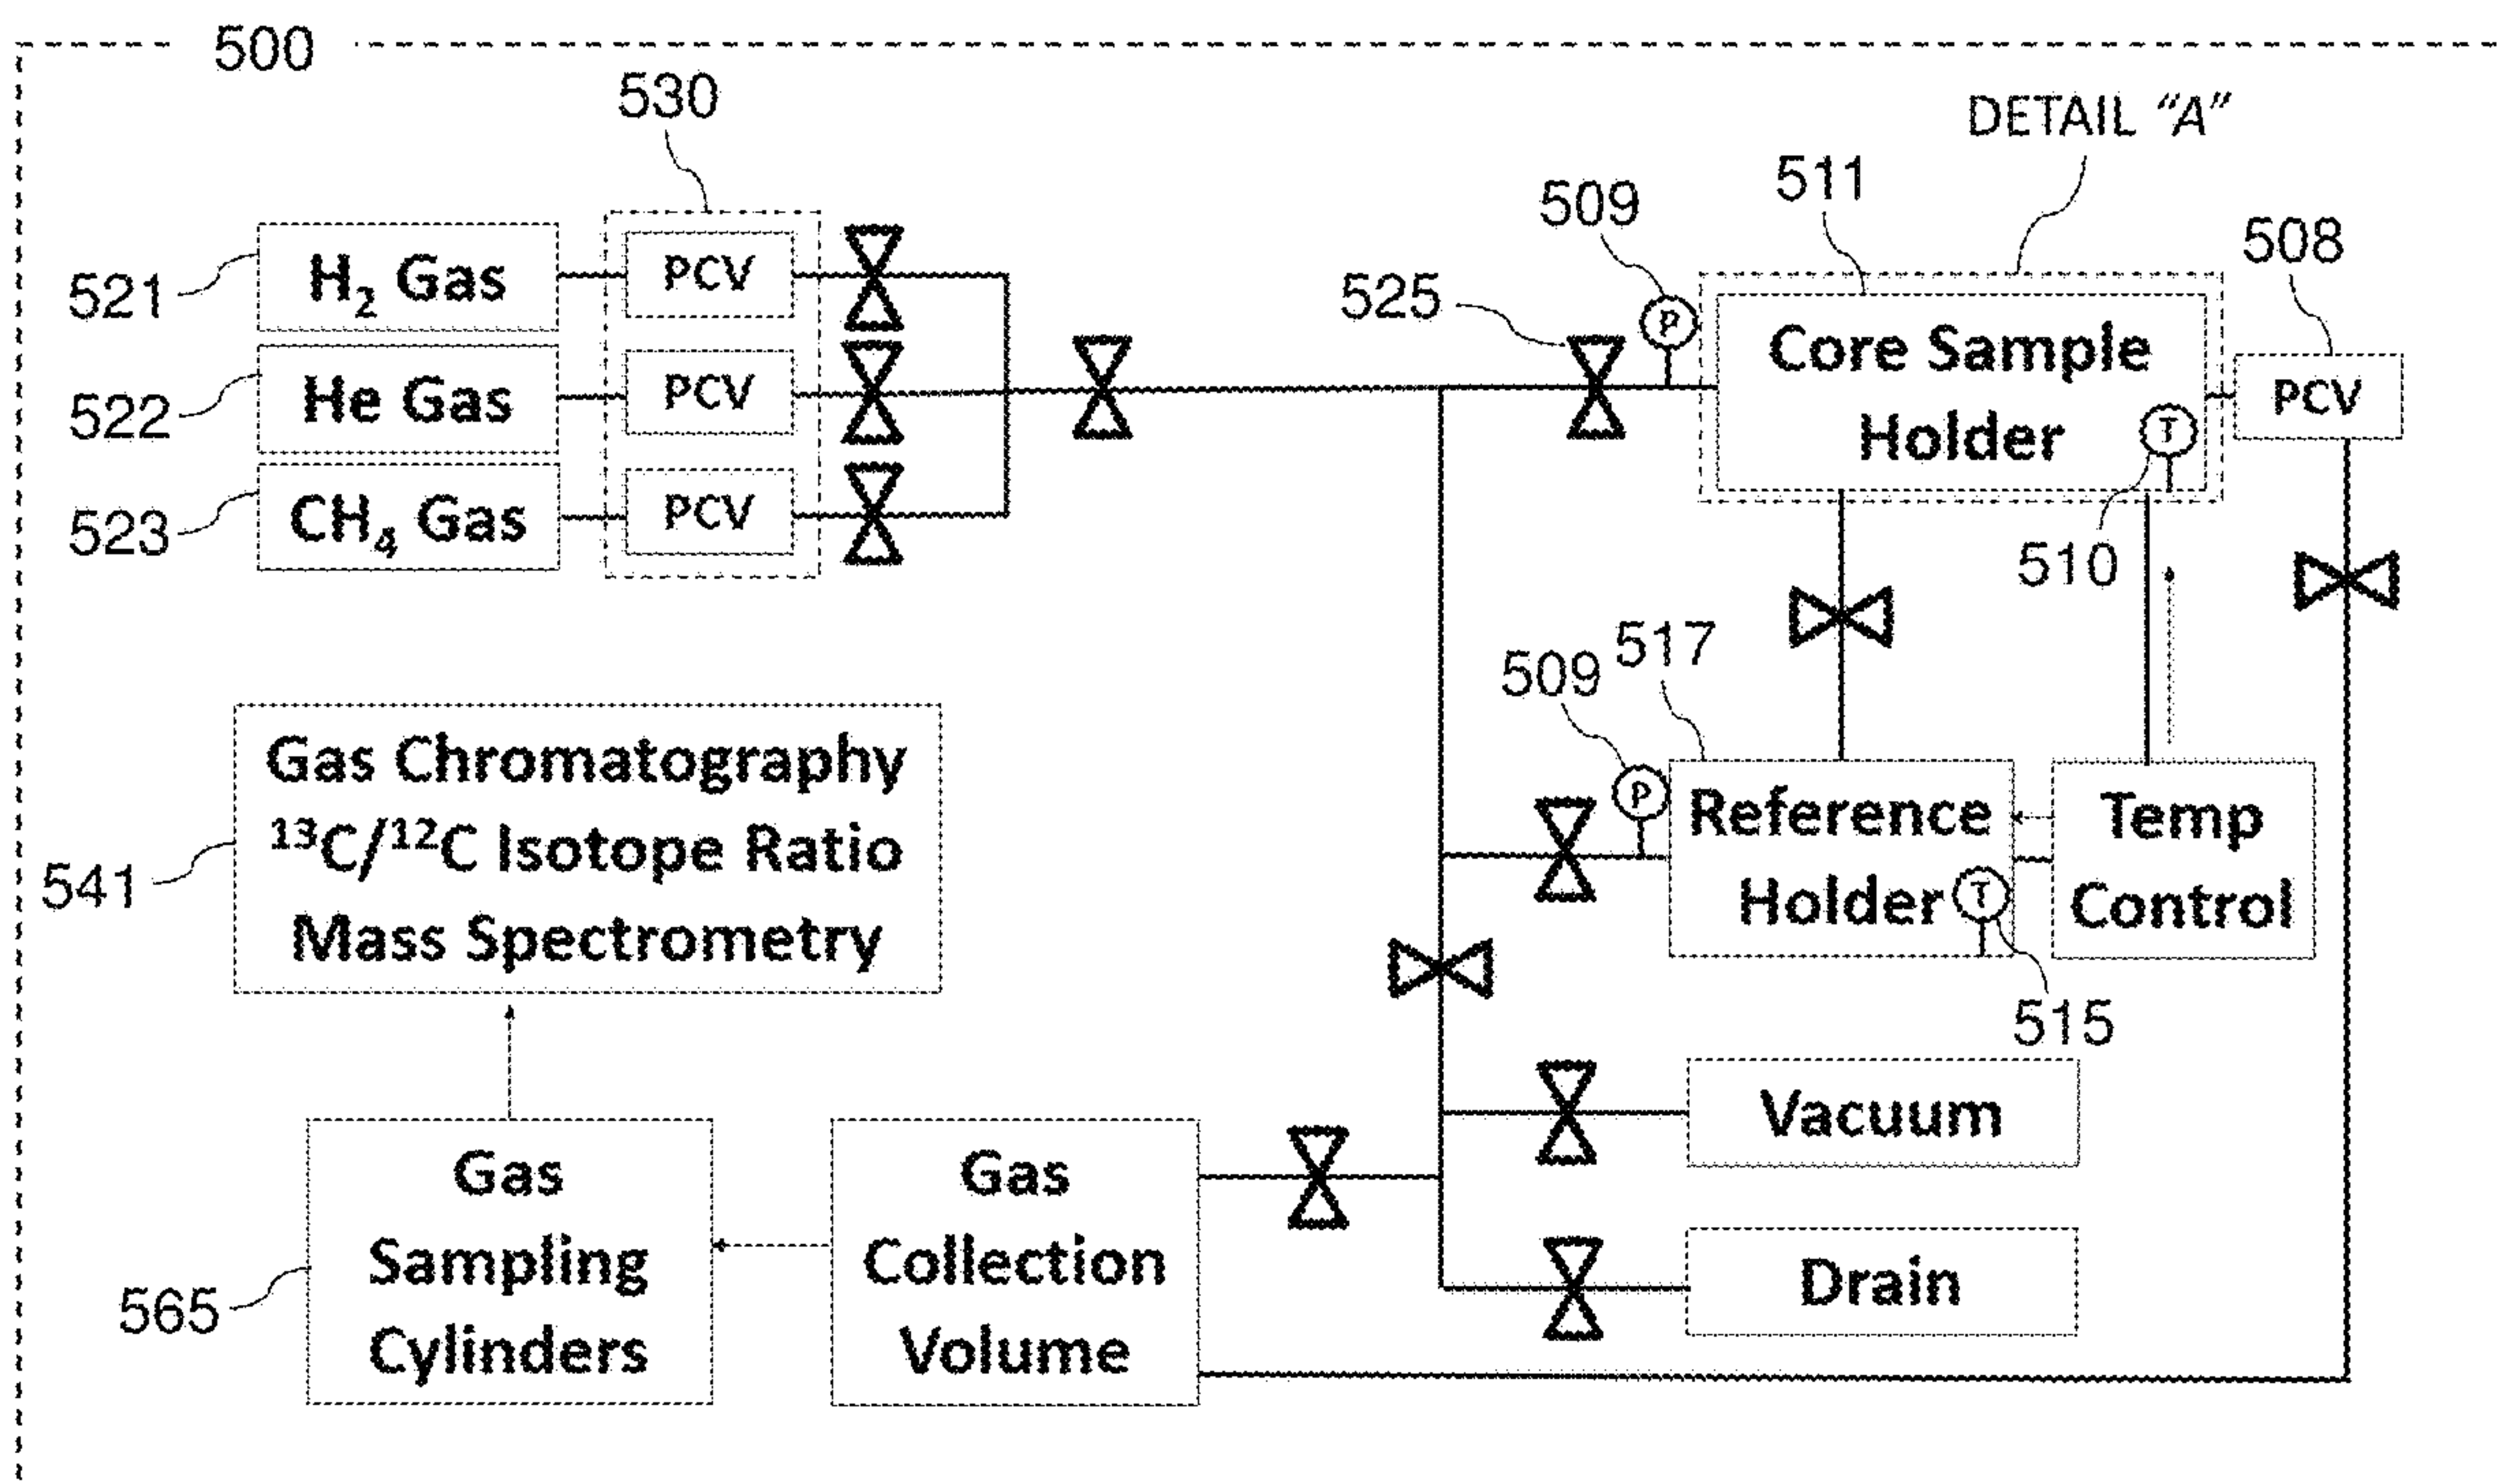 500
530
DETAIL “A”
511
509
508
525
521
H₂ Gas
PCV
522
He Gas
PCV
523
CH₄ Gas
PCV
P
Core Sample
Holder
T
PCV
510
517
509
P
Reference
Holder
T
Temp
Control
515
541
Gas Chromatography
¹³C/¹²C Isotope Ratio
Mass Spectrometry
Vacuum
565
Gas
Sampling
Cylinders
Gas
Collection
Volume
Drain